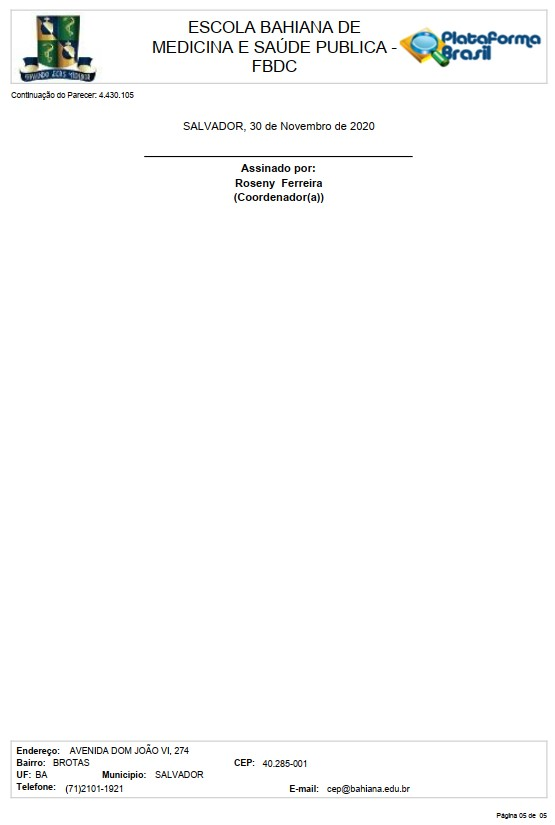 ESCOLA BAHIANA DE
MEDICINA E SAÚDE PUBLICA -
FBDC
Plataforma
Brasil
Continuação do Parecer: 4.430.105
SALVADOR, 30 de Novembro de 2020
Assinado por:
Roseny Ferreira
(Coordenador(a))
Endereço: AVENIDA DOM JOÃO VI, 274
Bairro: BROTAS CEP: 40.285-001
UF: BA Municipio: SALVADOR
Telefone: (71)2101-1921 E-mail: cep@bahiana.edu.br
Página 05 de 05